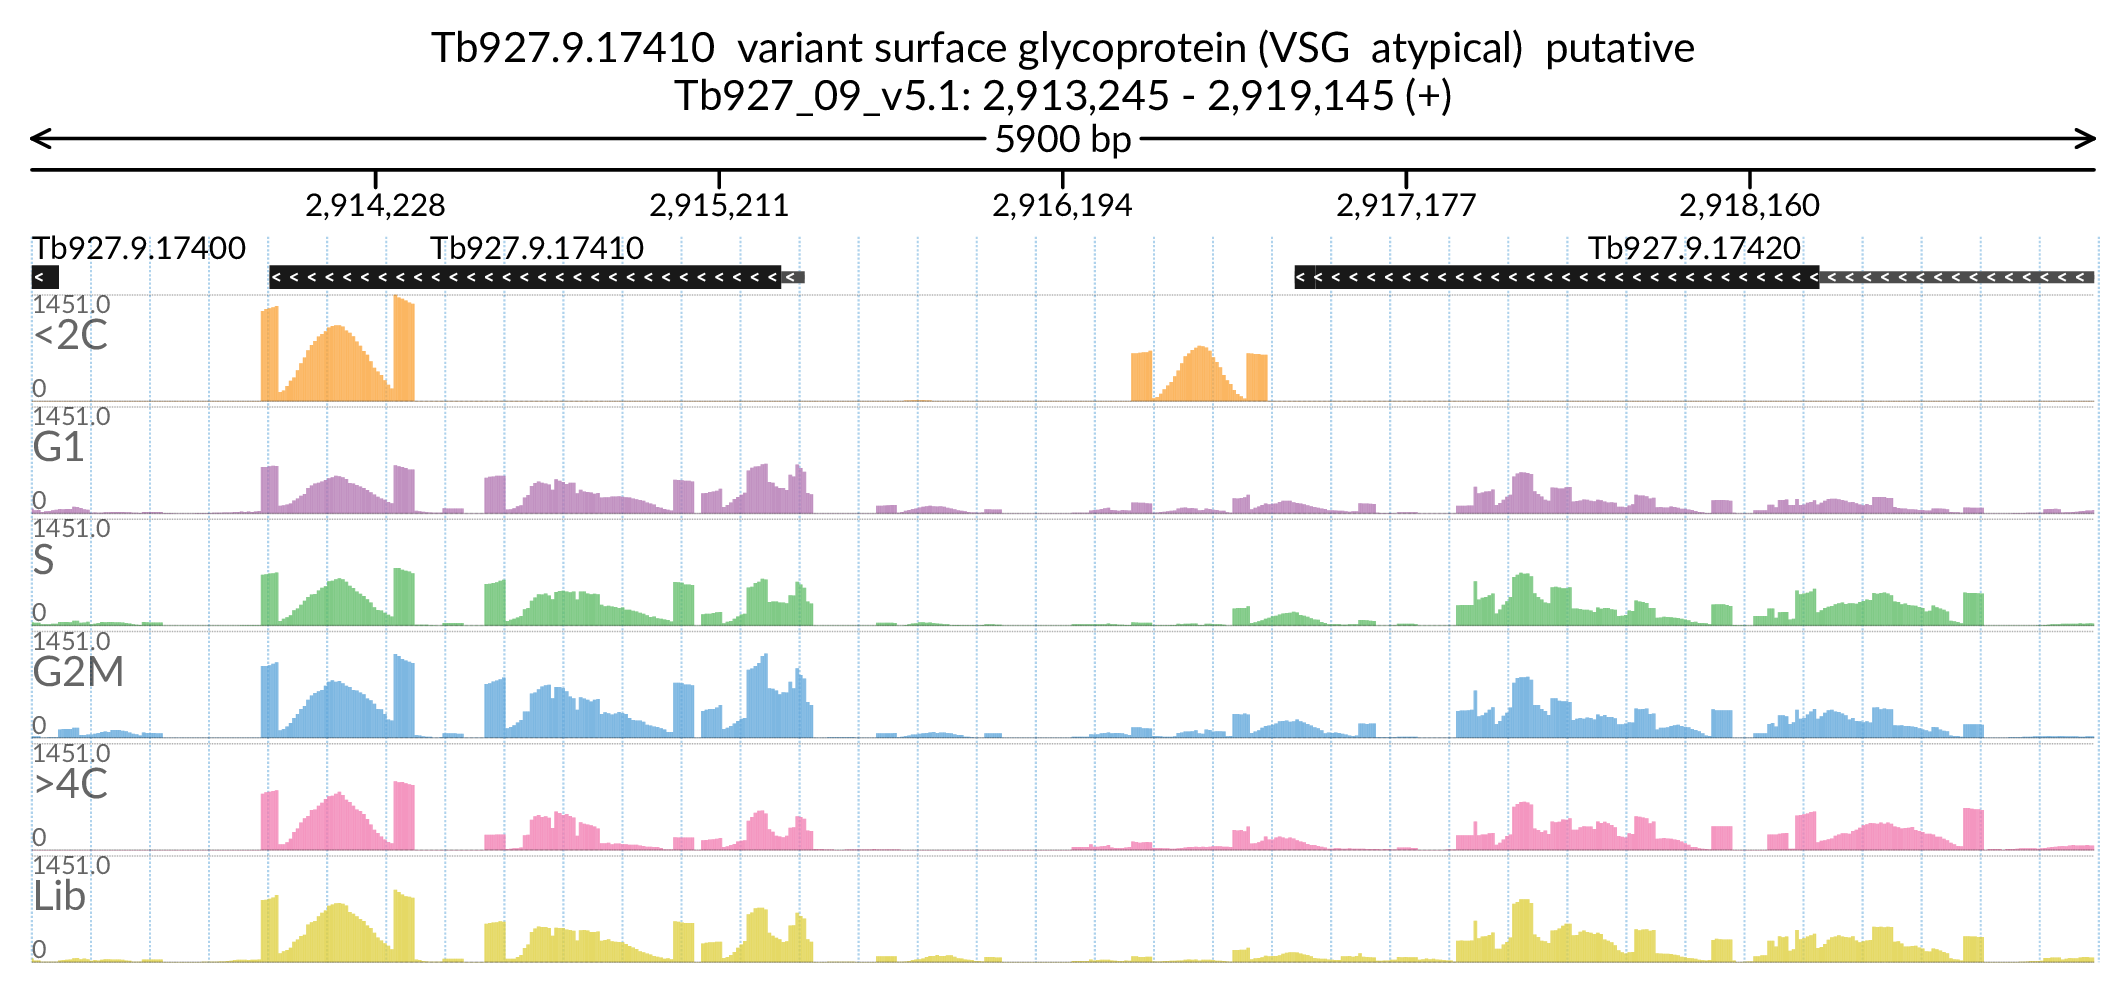 Tb927.9.17410 variant surface glycoprotein (VSG atypical) putative
Tb927_09_v5.1: 2,913,245 - 2,919,145 (+)
5900 bp
2,914,228 2,915,211 2,916,194 2,917,177 2,918,160
Tb927.9.17400 Tb927.9.17410 Tb927.9.17420
1451.0
<2C
0
1451.0
G1
0
1451.0
S
0
1451.0
G2M
0
1451.0
>4C
0
1451.0
Lib
0